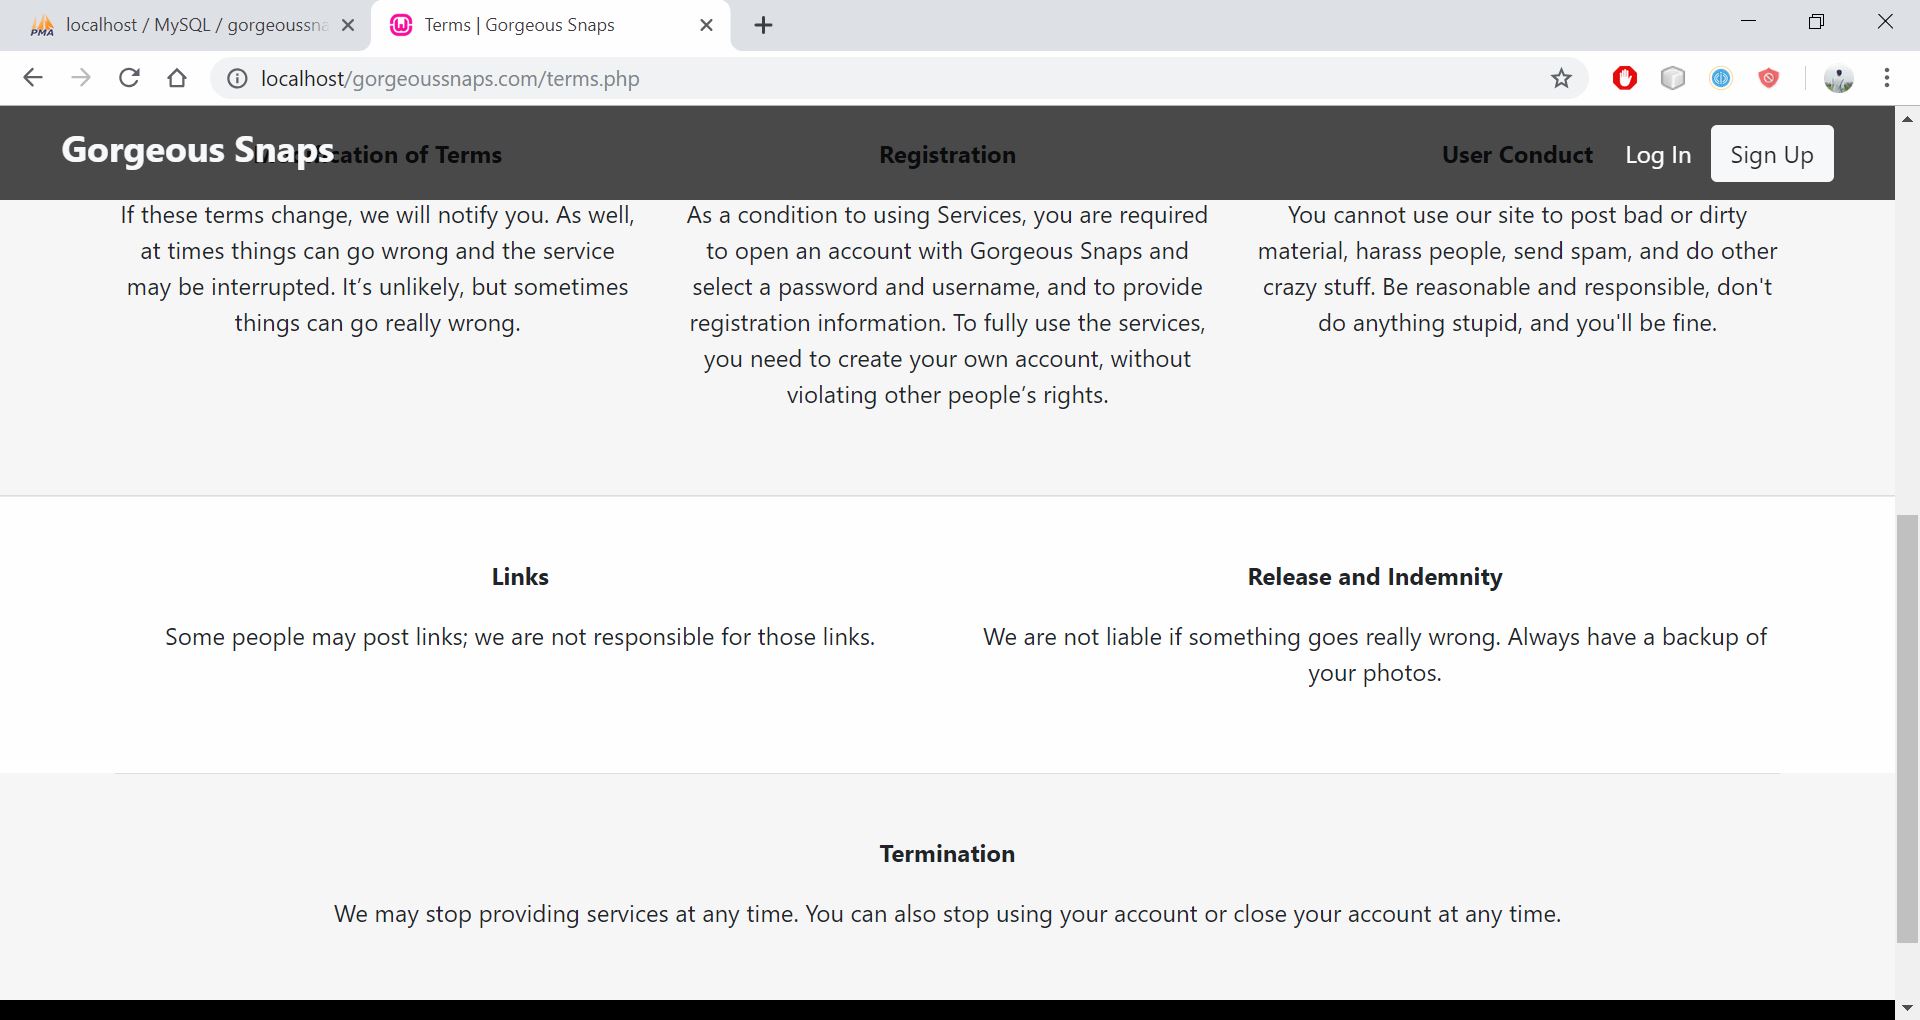 localhost / MySQL / gorgeoussna
Terms | Gorgeous Snaps
localhost/gorgeoussnaps.com/terms.php
Gorgeous Snaps
of Terms
Registration
User Conduct
Log In
Sign Up
If these terms change, we will notify you. As well,
at times things can go wrong and the service
may be interrupted. It’s unlikely, but sometimes
things can go really wrong.
As a condition to using Services, you are required
to open an account with Gorgeous Snaps and
select a password and username, and to provide
registration information. To fully use the services,
you need to create your own account, without
violating other people’s rights.
You cannot use our site to post bad or dirty
material, harass people, send spam, and do other
crazy stuff. Be reasonable and responsible, don't
do anything stupid, and you'll be fine.
Links
Some people may post links; we are not responsible for those links.
Release and Indemnity
We are not liable if something goes really wrong. Always have a backup of
your photos.
Termination
We may stop providing services at any time. You can also stop using your account or close your account at any time.